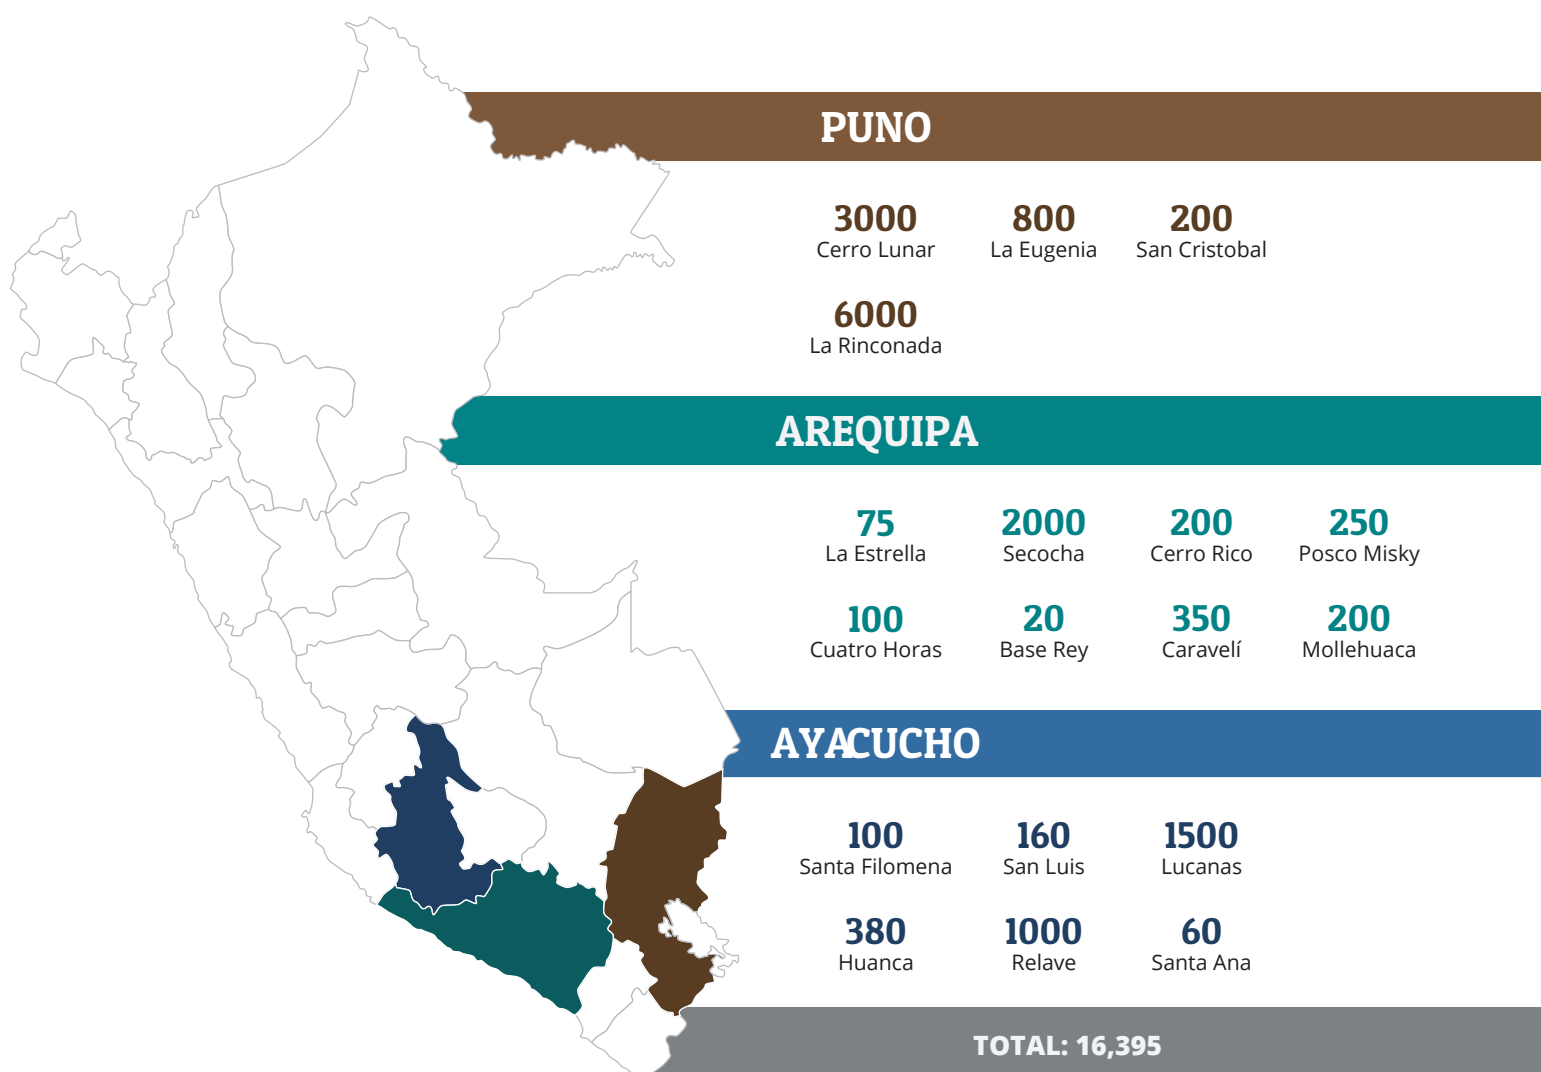 PUNO
3000 800 200
Cerro Lunar La Eugenia San Cristobal
6000
La Rinconada
AREQUIPA
75 2000 200 250
La Estrella Secocha Cerro Rico Posco Misky
100 20 350 200
Cuatro Horas Base Rey Caravelí Mollehuaca
AYACUCHO
100 160 1500
Santa Filomena San Luis Lucanas
380 1000 60
Huanca Relave Santa Ana
TOTAL: 16,395